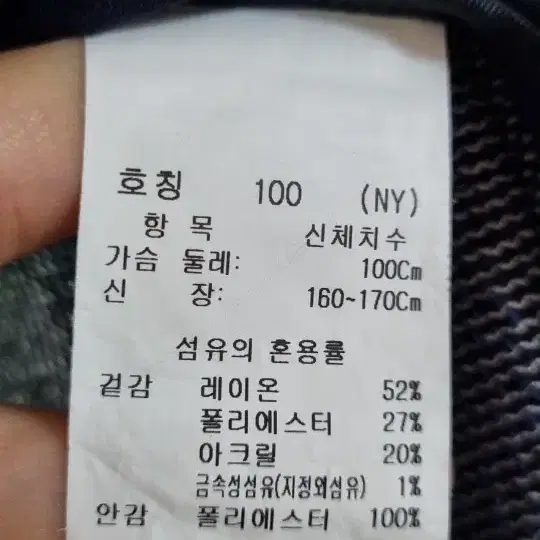 호칭 100 (NY)
항 목 신체치수
가슴 둘레: 100Cm
신 장: 160~170Cm
섬유의 혼용률
겉감 레이온 52%
폴리에스터 27%
아크릴 20%
금속성섬유(지정외섬유) 1%
안감 폴리에스터 100%